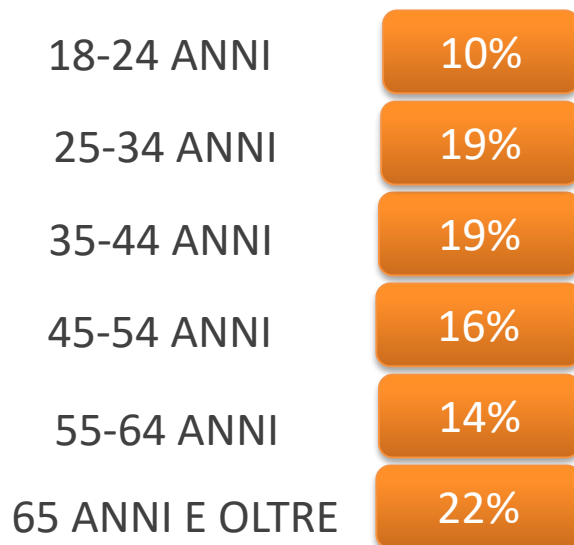 18-24 ANNI 10%
25-34 ANNI 19%
35-44 ANNI 19%
45-54 ANNI 16%
55-64 ANNI 14%
65 ANNI E OLTRE 22%